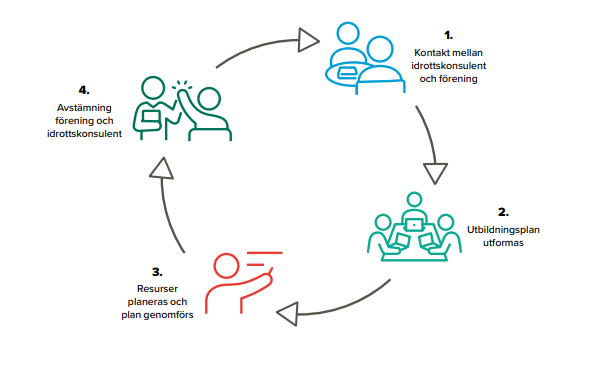 1.
Kontakt mellan
idrottskonsulent
och förening
2.
Utbildningsplan
utformas
3.
Resurser
planeras och
plan genomförs
4.
Avstämning
förening och
idrottskonsulent